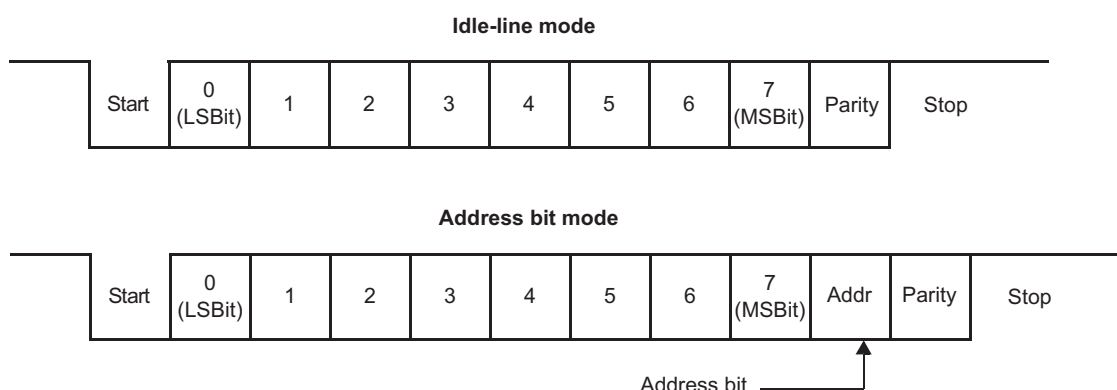 Idle-line mode
Start 0 (LSBit) 1 2 3 4 5 6 7 (MSBit) Parity Stop
Address bit mode
Start 0 (LSBit) 1 2 3 4 5 6 7 (MSBit) Addr Parity Stop
Address bit